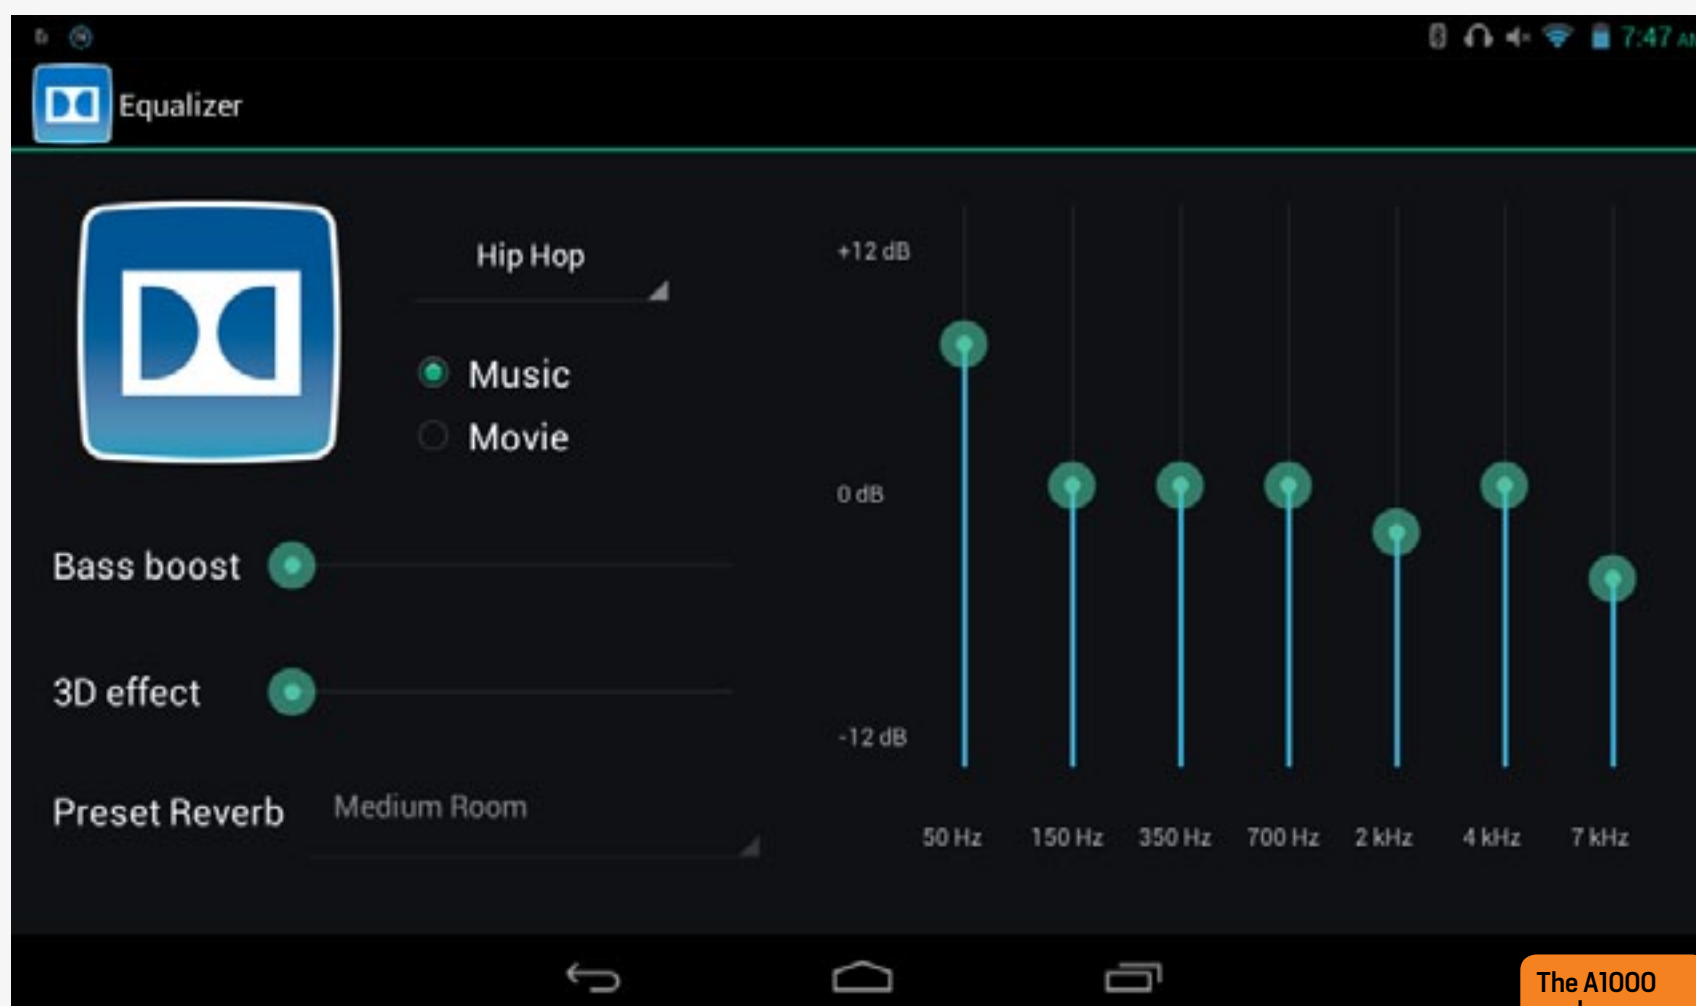 7:47 AM
Equalizer
Hip Hop
Music
Movie
Bass boost
3D effect
Preset Reverb Medium Room
+12 dB
0 dB
-12 dB
50 Hz 150 Hz 350 Hz 700 Hz 2 kHz 4 kHz 7 kHz
The A1000